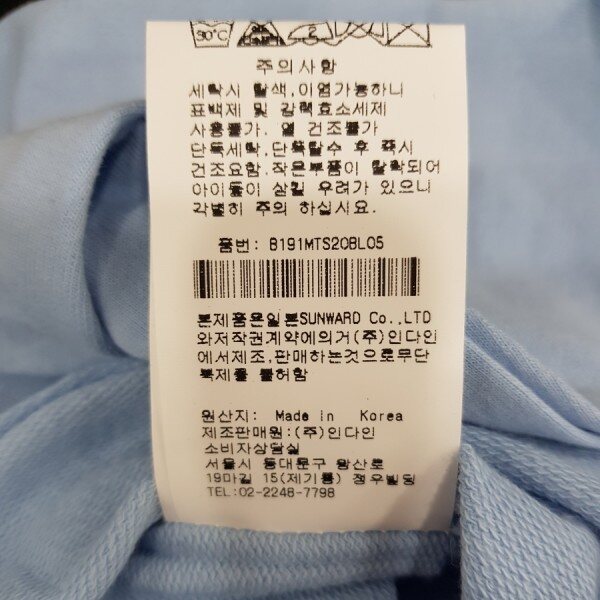 30°C
주의사항
세탁시 탈색,이염가능하니
표백제 및 강력효소세제
사용불가. 열 건조불가
단독세탁,단독탈수 후 즉시
건조요함.작은부품이 탈락되어
아이들이 삼킬 우려가 있으니
각별히 주의 하십시요.
품번: B191MTS20BL05
본제품은일본SUNWARD Co.,LTD
와저작권계약에의거(주)인다인
에서제조,판매하는것으로무단
복제를 불허함
원산지: Made in Korea
제조판매원:(주)인다인
소비자상담실
서울시 동대문구 왕산로
19마길 15(제기동) 정우빌딩
TEL:02-2248-7798